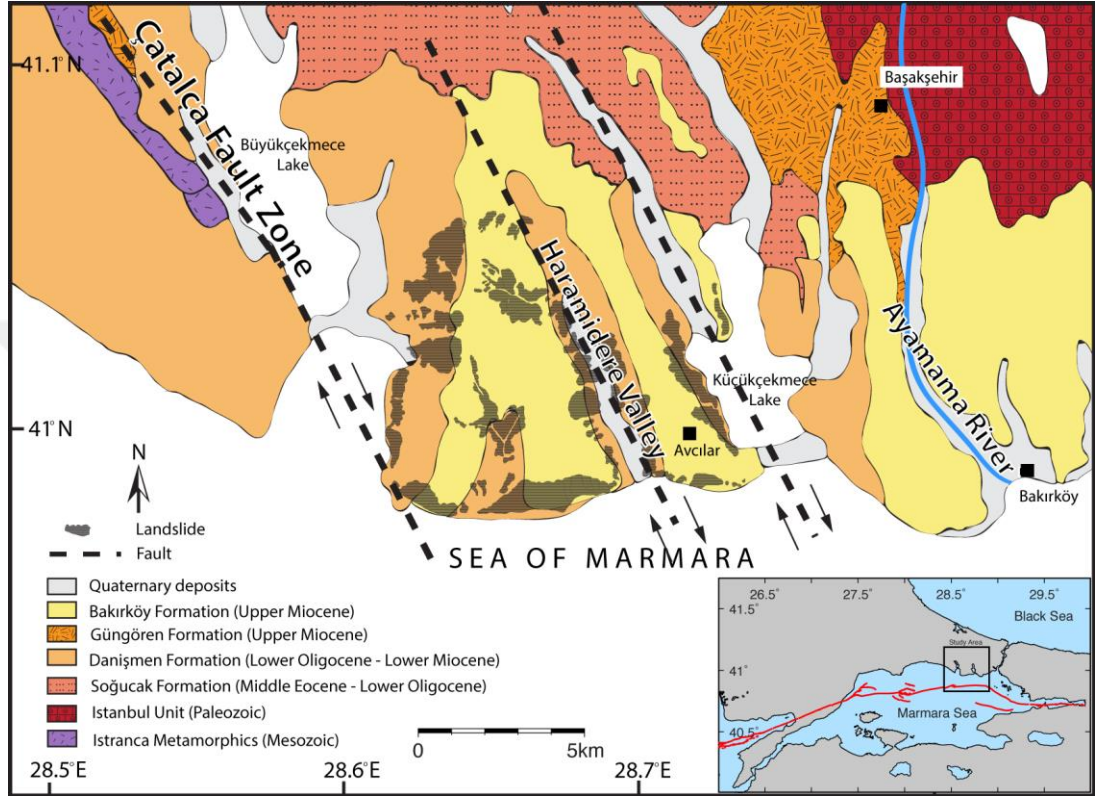 41.1°N
Çatalça Fault Zone
Büyükçekmece
Lake
Başakşehir
Haramidere Valley
Küçükçekmece
Lake
Ayamama River
41°N
Avcılar
Bakırköy
N
Landslide
Fault
SEA OF MARMARA
Quaternary deposits
Bakırköy Formation (Upper Miocene)
Güngören Formation (Upper Miocene)
Danişmen Formation (Lower Oligocene - Lower Miocene)
Soğucak Formation (Middle Eocene - Lower Oligocene)
Istanbul Unit (Paleozoic)
Istranca Metamorphics (Mesozoic)
0 5km
28.5°E 28.6°E 28.7°E
26.5° 27.5° 28.5° 29.5°
41.5°
Black Sea
Study Area
41°
Marmara Sea
40.5°